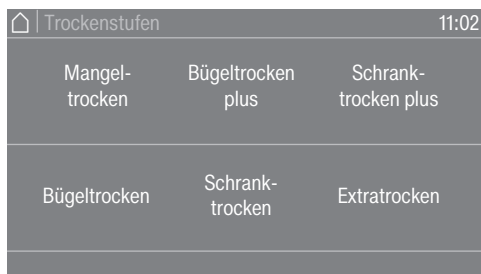 Trockenstufen 11:02
Mangel-
trocken
Bügeltrocken
plus
Schrank-
trocken plus
Bügeltrocken
Schrank-
trocken
Extratrocken